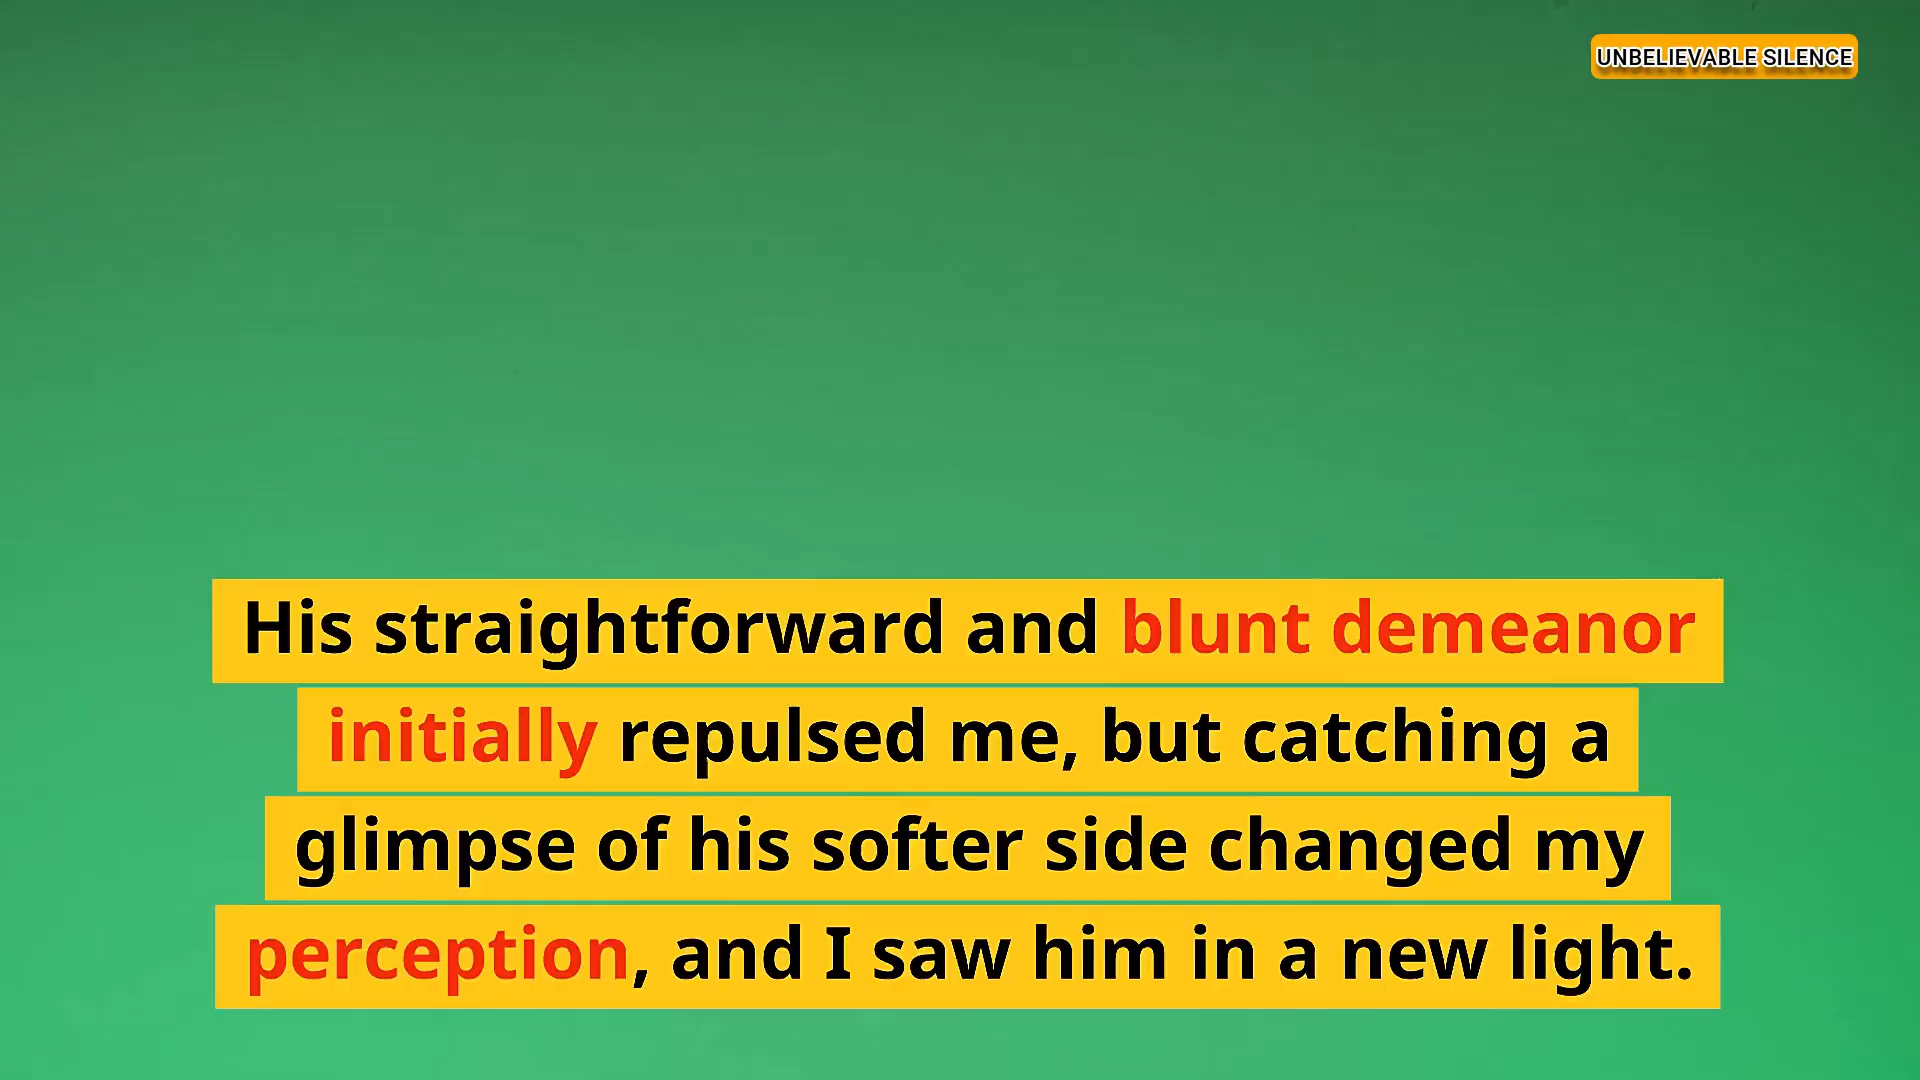 UNBELIEVABLE SILENCE
His straightforward and blunt demeanor
initially repulsed me, but catching a
glimpse of his softer side changed my
perception, and I saw him in a new light.